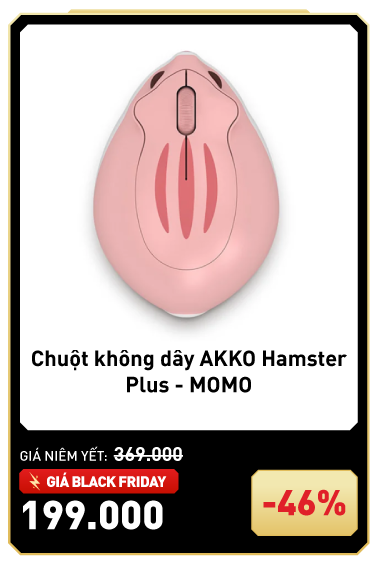 Chuột không dây AKKO Hamster
Plus - MOMO
GIÁ NIÊM YẾT: 369.000
GIÁ BLACK FRIDAY
199.000
-46%